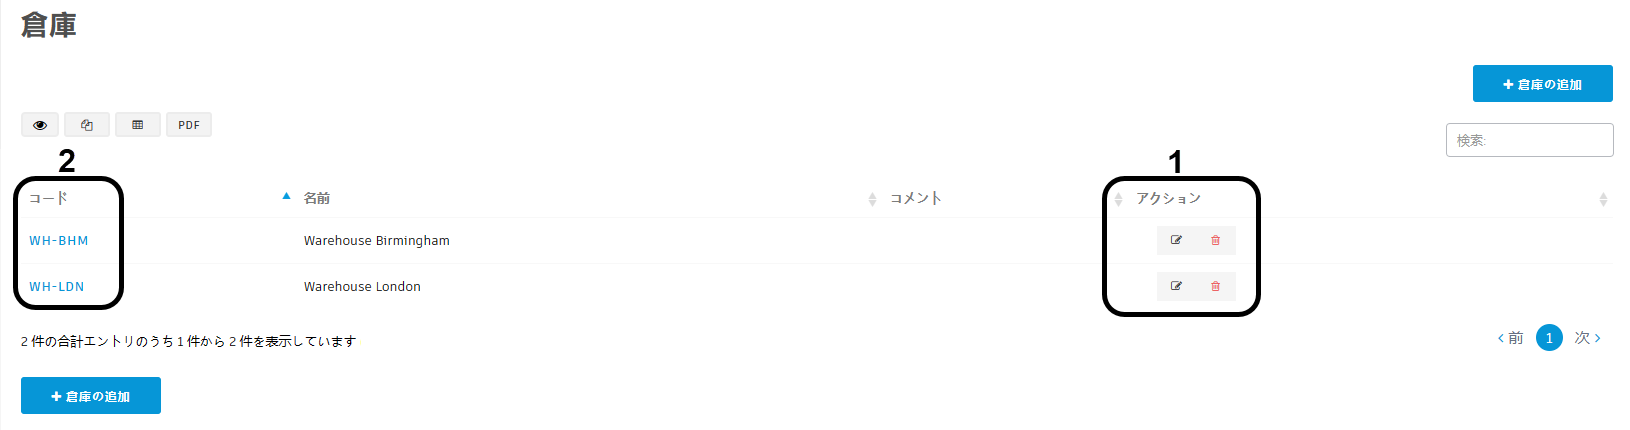 倉庫
+ 倉庫の追加
PDF
検索:
2
1
コード 名前 コメント アクション
WH-BHM Warehouse Birmingham
WH-LDN Warehouse London
2 件の合計エントリのうち 1 件から 2 件を表示しています
‹ 前 1 次 ›
+ 倉庫の追加